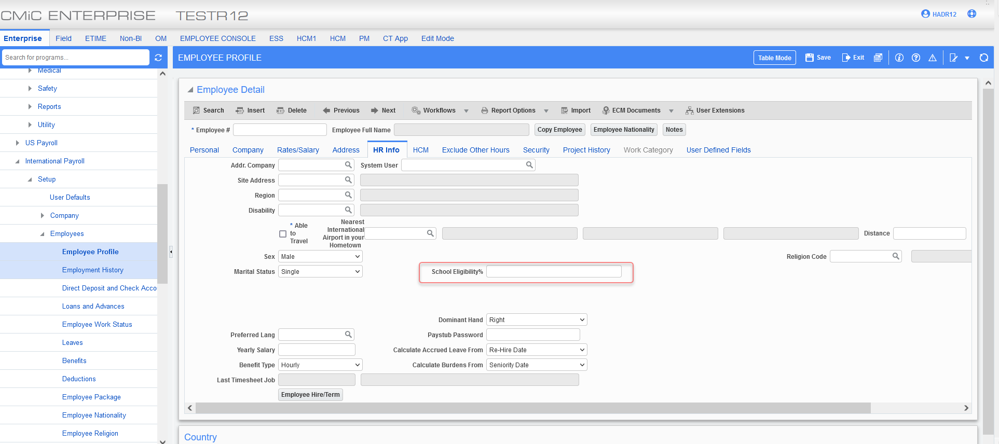 CMiC ENTERPRISE TESTR12
HADR12
Enterprise Field ETIME Non-BI OM EMPLOYEE CONSOLE ESS HCM1 HCM PM CT App Edit Mode
Search for programs...
EMPLOYEE PROFILE
Table Mode Save Exit
Medical
Safety
Reports
Utility
US Payroll
International Payroll
Setup
User Defaults
Company
Employees
Employee Profile
Employment History
Direct Deposit and Check Acco
Loans and Advances
Employee Work Status
Leaves
Benefits
Deductions
Employee Package
Employee Nationality
Employee Religion
Employee Detail
Search Insert Delete Previous Next Workflows Report Options Import ECM Documents User Extensions
* Employee # Employee Full Name Copy Employee Employee Nationality Notes
Personal Company Rates/Salary Address HR Info HCM Exclude Other Hours Security Project History Work Category User Defined Fields
Addr. Company System User
Site Address
Region
Disability
* Able to Travel
Nearest
International
Airport in your
Hometown
Distance
Sex Male Religion Code
Marital Status Single School Eligibility%
Dominant Hand Right
Preferred Lang Paystub Password
Yearly Salary Calculate Accrued Leave From Re-Hire Date
Benefit Type Hourly Calculate Burdens From Seniority Date
Last Timesheet Job
Employee Hire/Term
Country